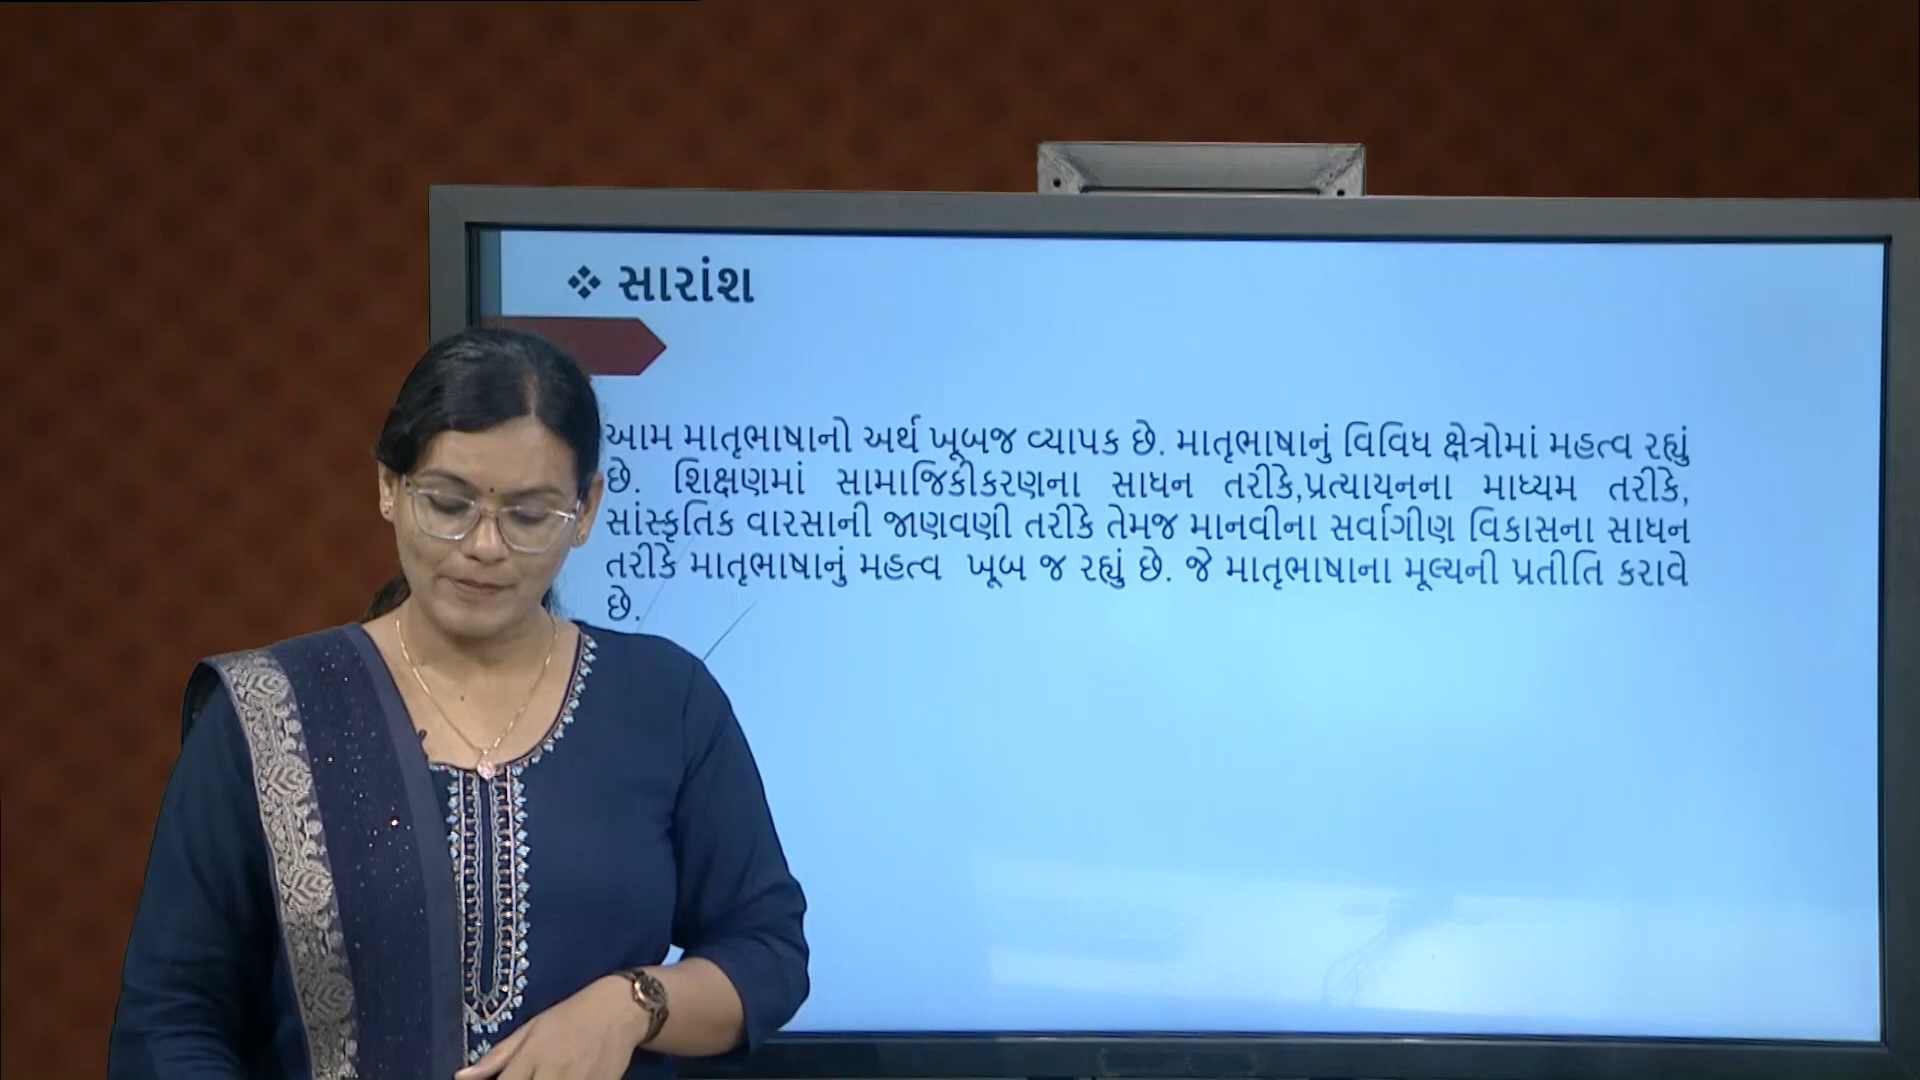 ❖ સારાંશ
આમ માતૃભાષાનો અર્થ ખૂબજ વ્યાપક છે. માતૃભાષાનું વિવિધ ક્ષેત્રોમાં મહત્વ રહ્યું
છે. શિક્ષણમાં સામાજિકીકરણના સાધન તરીકે,પ્રત્યાયનના માધ્યમ તરીકે,
સાંસ્કૃતિક વારસાની જાણવણી તરીકે તેમજ માનવીના સર્વાગીણ વિકાસના સાધન
તરીકે માતૃભાષાનું મહત્વ ખૂબ જ રહ્યું છે. જે માતૃભાષાના મૂલ્યની પ્રતીતિ કરાવે
છે.